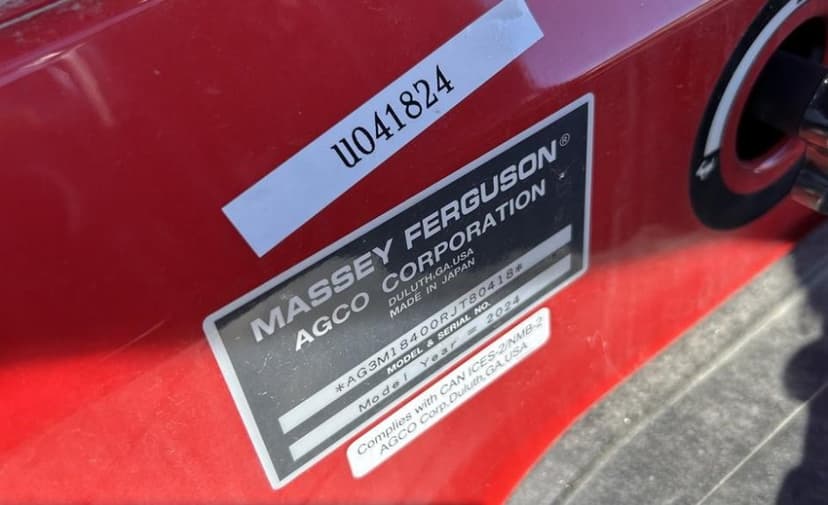 U041824
MASSEY FERGUSON®
AGCO CORPORATION
DULUTH,GA.USA
MADE IN JAPAN
*AG3M18400RJT80418*
MODEL & SERIAL NO.
Model Year = 2024
Complies with CAN ICES-2/NMB-2
AGCO Corp. Duluth, GA, USA